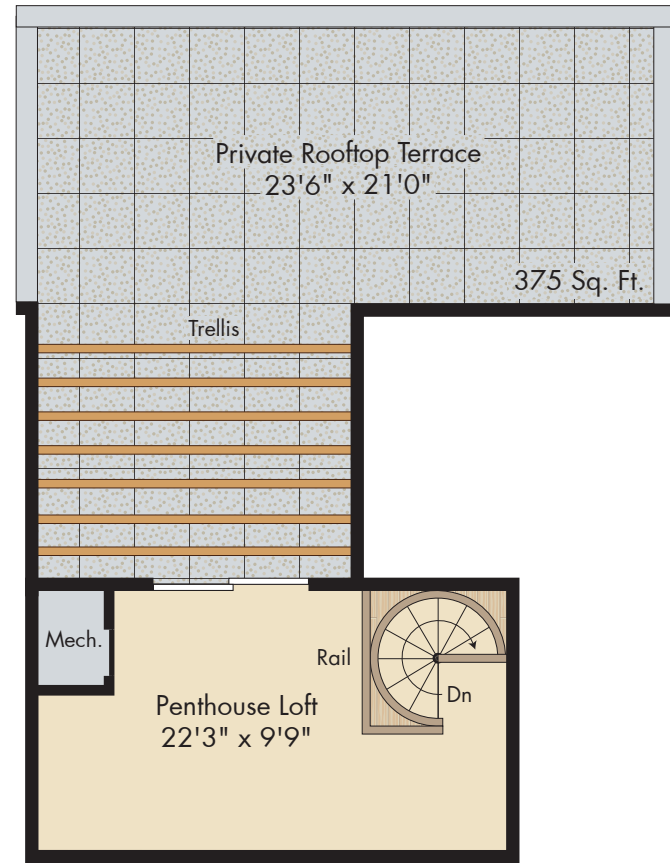 Private Rooftop Terrace
23'6" x 21'0"
375 Sq. Ft.
Trellis
Mech.
Rail
Dn
Penthouse Loft
22'3" x 9'9"